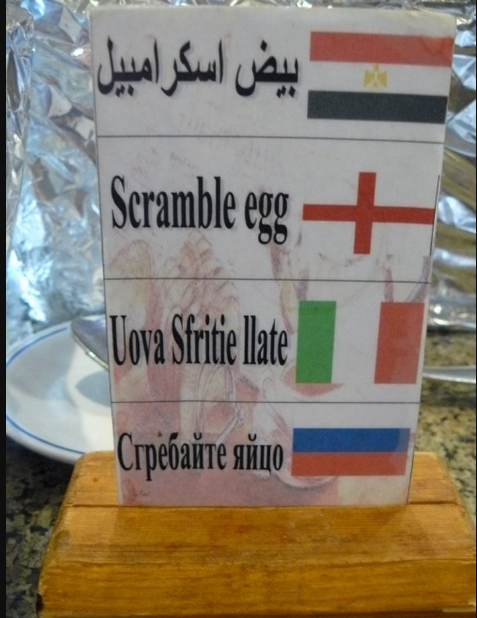 بيض اسكرامبيل
Scramble egg
Uova Sfritie llate
Сгребайте яйцо